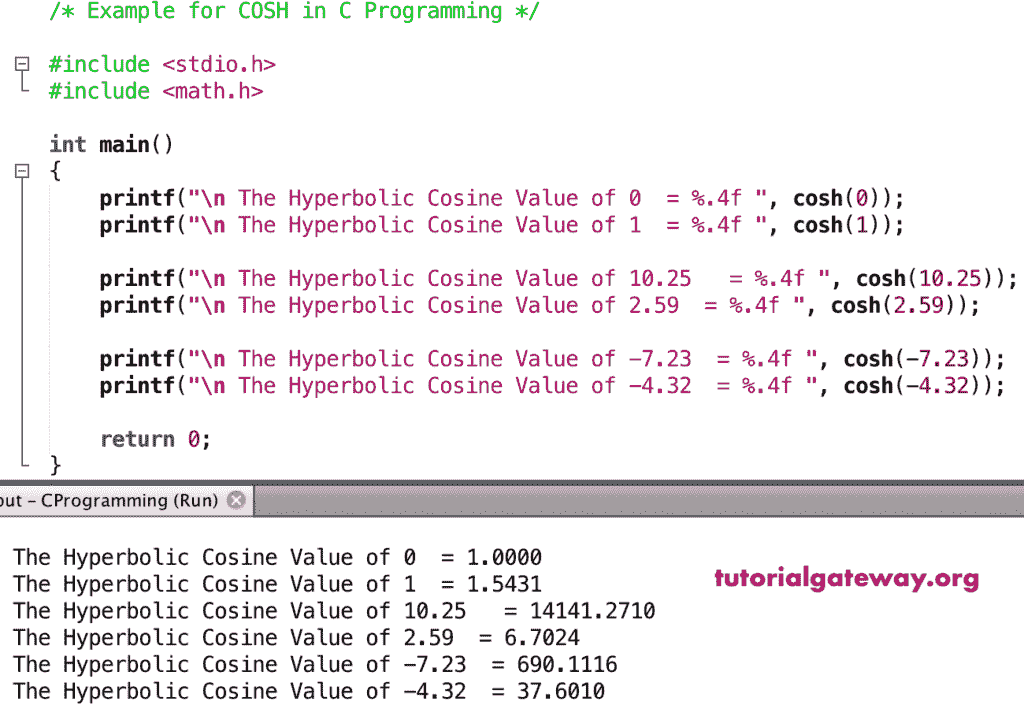 /* Example for COSH in C Programming */
#include <stdio.h>
#include <math.h>
int main()
{
printf("\n The Hyperbolic Cosine Value of 0  = %.4f ", cosh(0));
printf("\n The Hyperbolic Cosine Value of 1  = %.4f ", cosh(1));
printf("\n The Hyperbolic Cosine Value of 10.25   = %.4f ", cosh(10.25));
printf("\n The Hyperbolic Cosine Value of 2.59  = %.4f ", cosh(2.59));
printf("\n The Hyperbolic Cosine Value of -7.23  = %.4f ", cosh(-7.23));
printf("\n The Hyperbolic Cosine Value of -4.32  = %.4f ", cosh(-4.32));
return 0;
}
out – CProgramming (Run)
The Hyperbolic Cosine Value of 0  = 1.0000
The Hyperbolic Cosine Value of 1  = 1.5431
tutorialgateway.org
The Hyperbolic Cosine Value of 10.25   = 14141.2710
The Hyperbolic Cosine Value of 2.59  = 6.7024
The Hyperbolic Cosine Value of -7.23  = 690.1116
The Hyperbolic Cosine Value of -4.32  = 37.6010